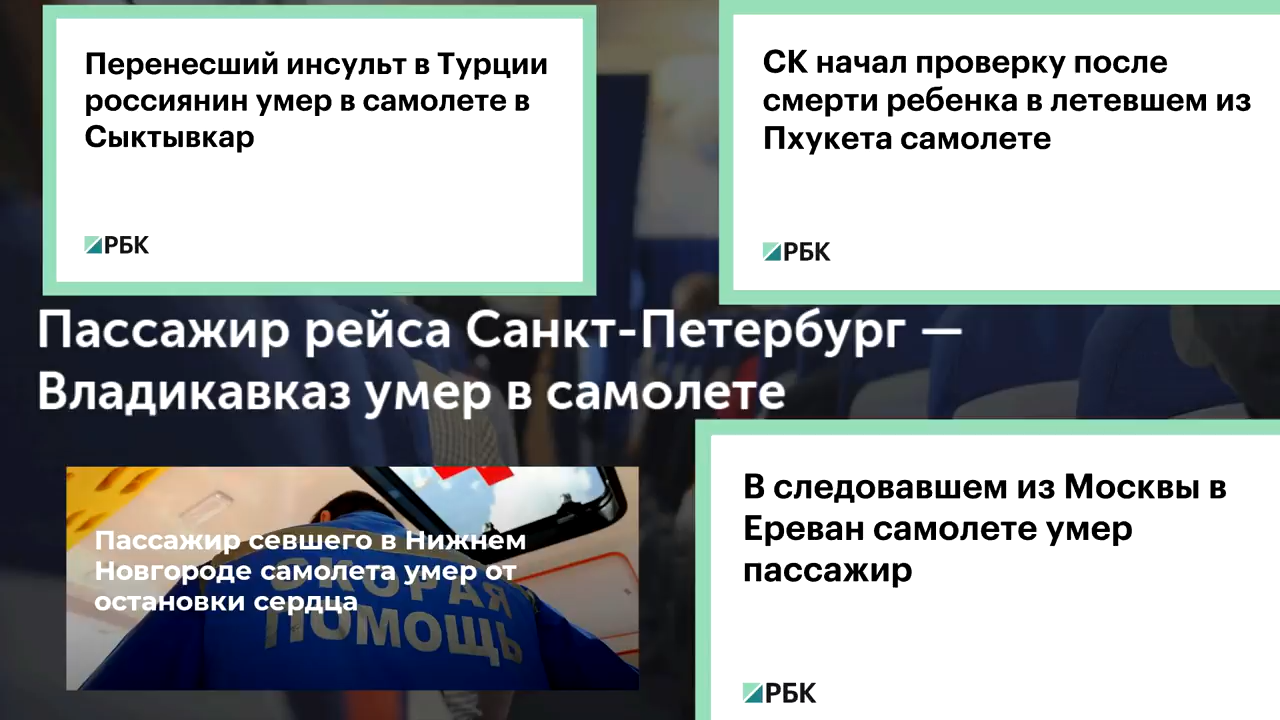 Перенесший инсульт в Турции
россиянин умер в самолете в
Сыктывкар
РБК
СК начал проверку после
смерти ребенка в летевшем из
Пхукета самолете
РБК
Пассажир рейса Санкт-Петербург —
Владикавказ умер в самолете
Пассажир севшего в Нижнем
Новгороде самолета умер от
остановки сердца
СКОРАЯ
ПОМОЩЬ
В следовавшем из Москвы в
Ереван самолете умер
пассажир
РБК